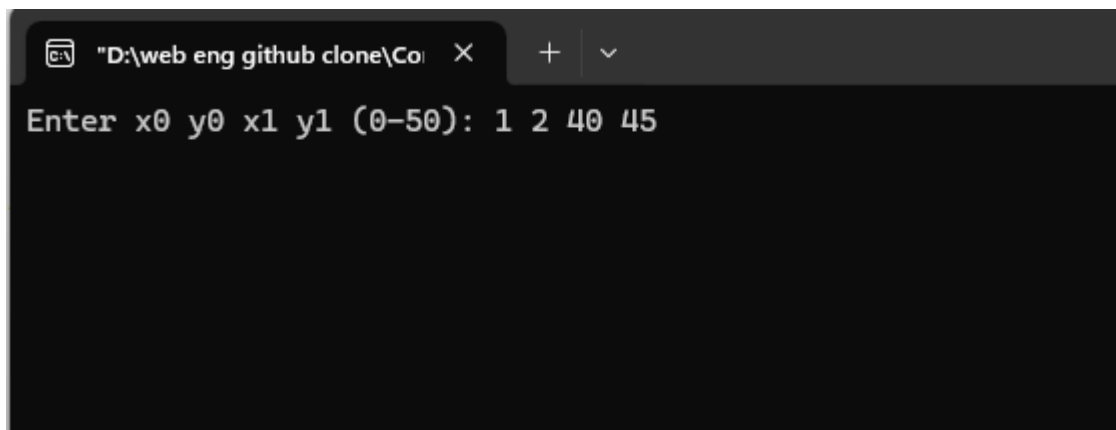 "D:\web eng github clone\Co
Enter x0 y0 x1 y1 (0-50): 1 2 40 45